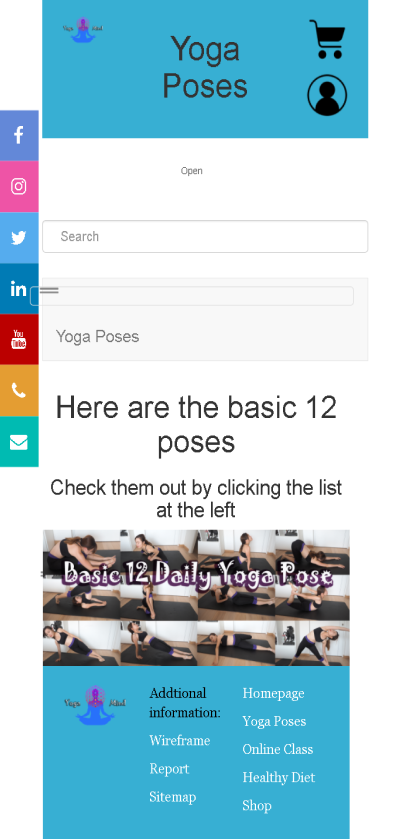 Yoga
Poses
Open
Search
You
Tube
Yoga Poses
Here are the basic 12
poses
Check them out by clicking the list
at the left
Basic 12 Daily Yoga Pose
Addtional
information:
Wireframe
Report
Sitemap
Homepage
Yoga Poses
Online Class
Healthy Diet
Shop